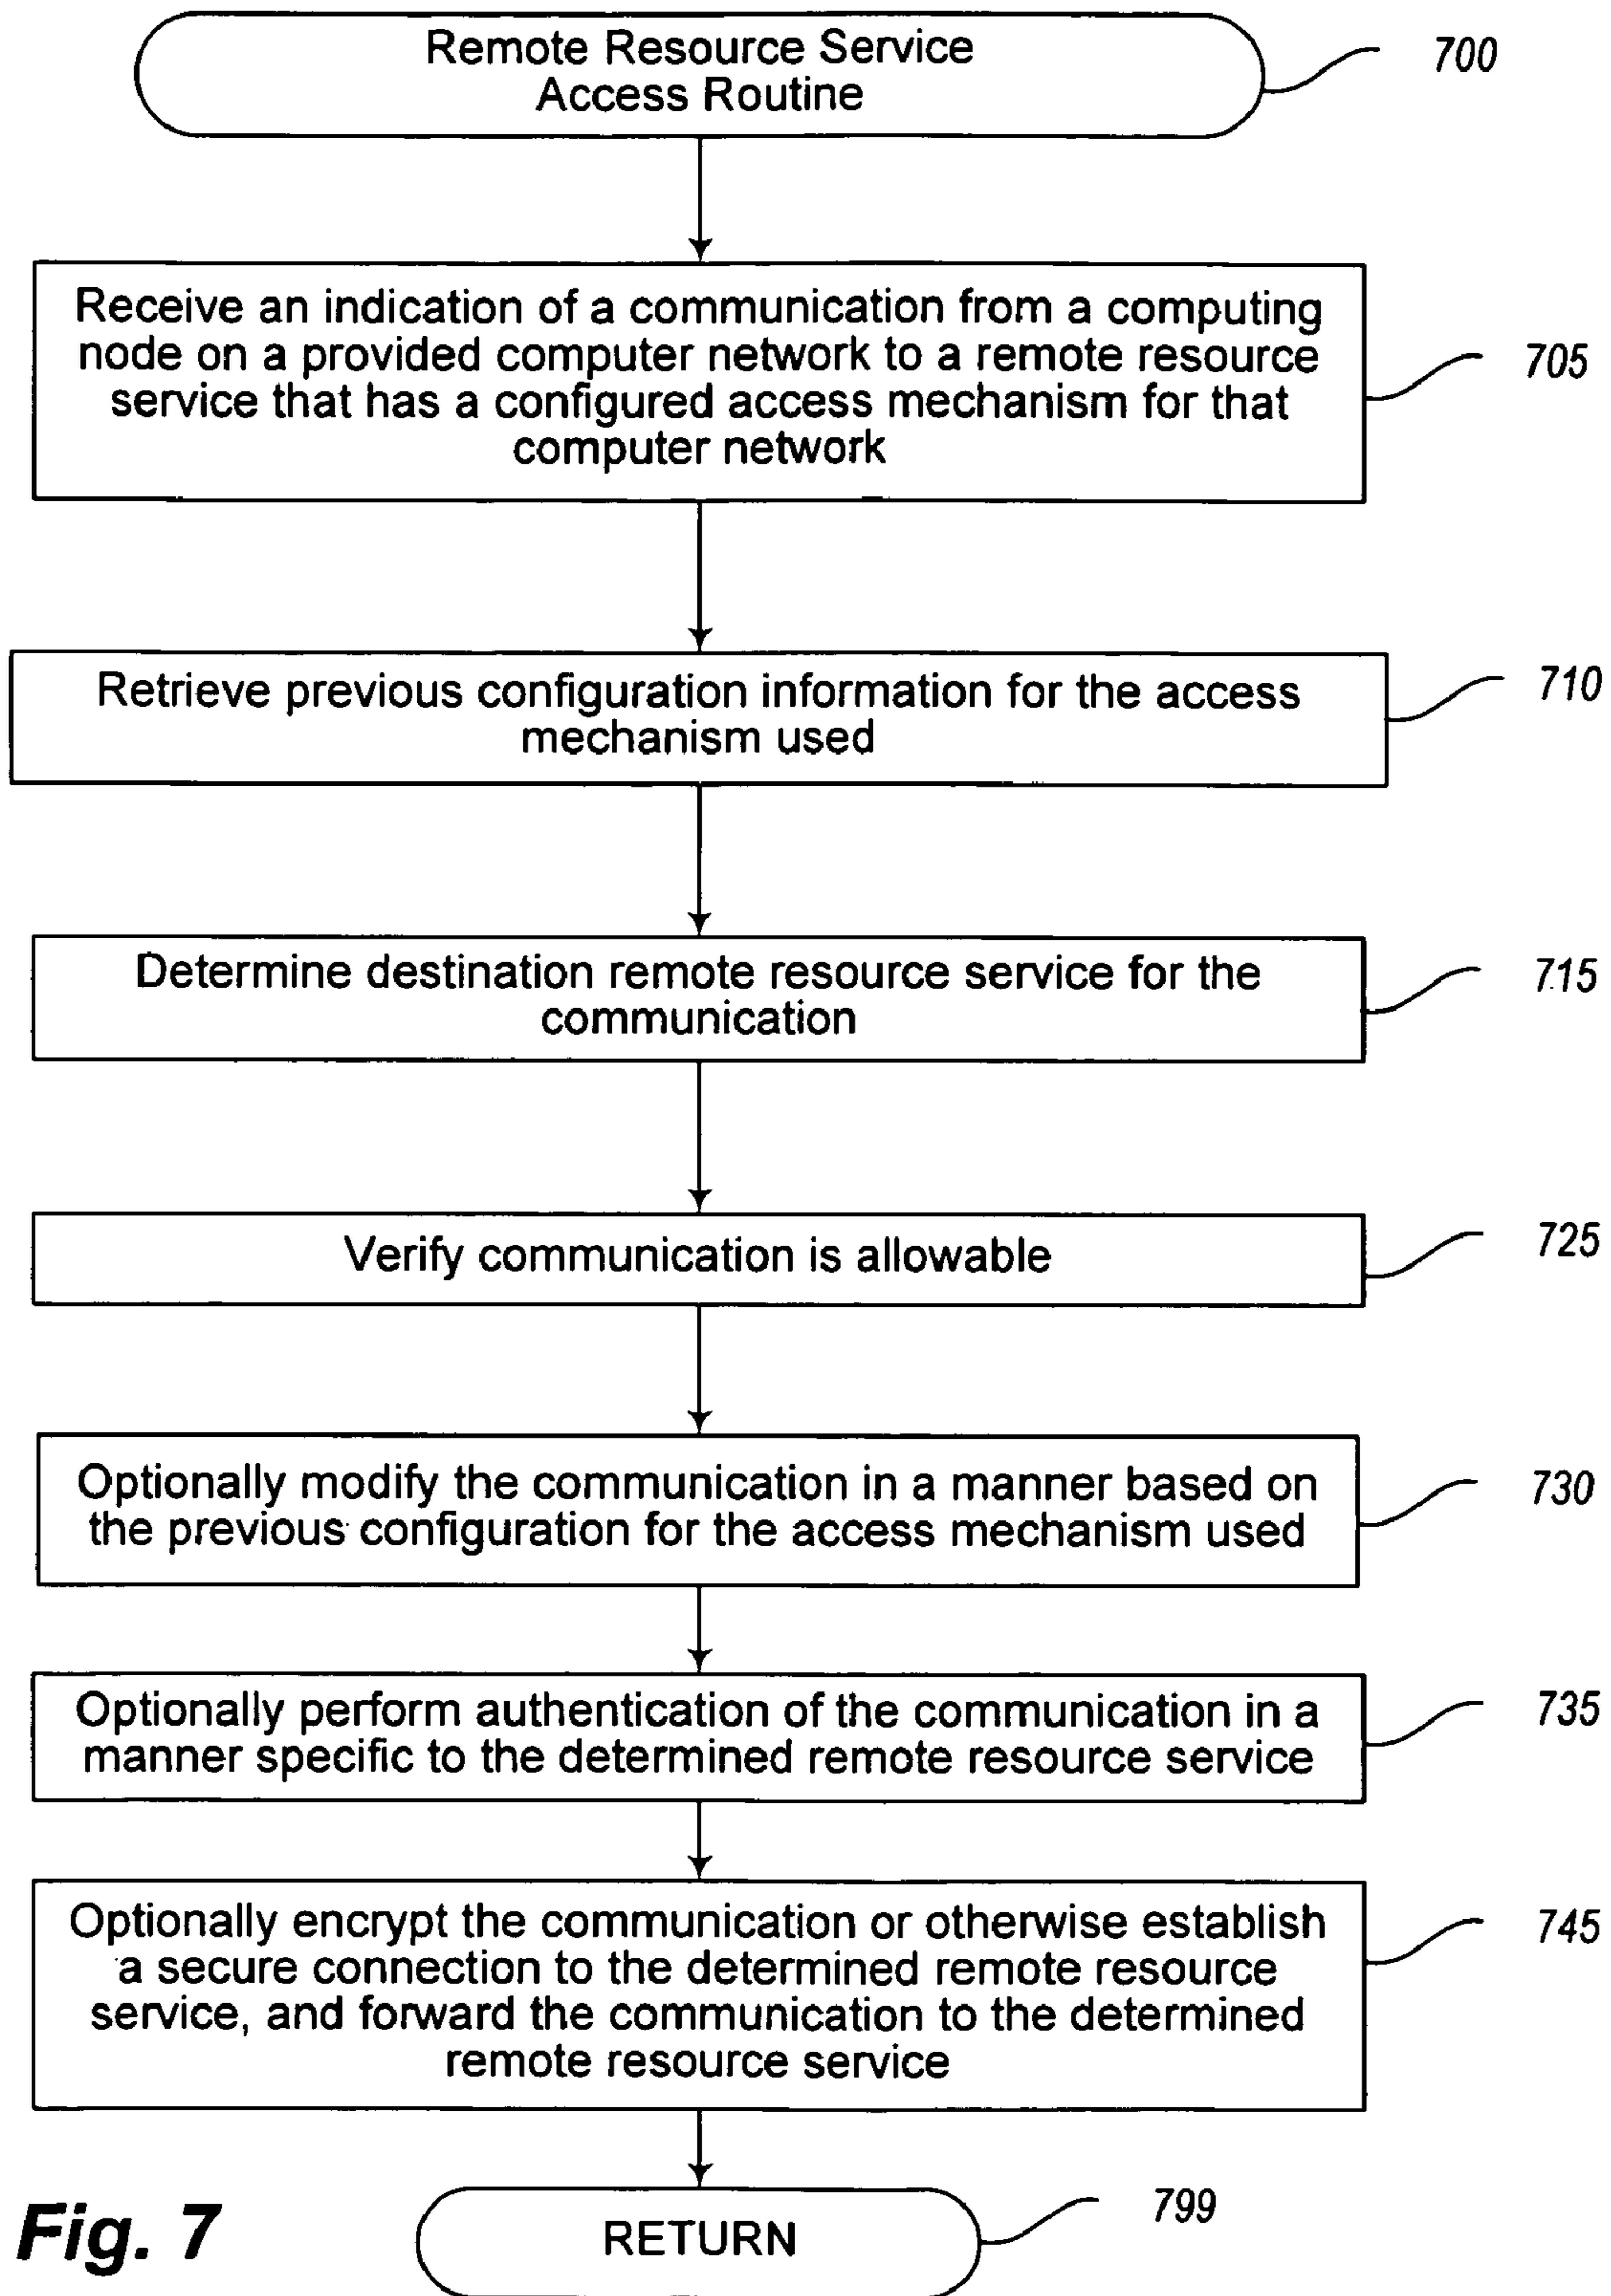 Remote Resource Service
Access Routine
700
Receive an indication of a communication from a computing
node on a provided computer network to a remote resource
service that has a configured access mechanism for that
computer network
705
Retrieve previous configuration information for the access
mechanism used
710
Determine destination remote resource service for the
communication
715
Verify communication is allowable
725
Optionally modify the communication in a manner based on
the previous configuration for the access mechanism used
730
Optionally perform authentication of the communication in a
manner specific to the determined remote resource service
735
Optionally encrypt the communication or otherwise establish
a secure connection to the determined remote resource
service, and forward the communication to the determined
remote resource service
745
RETURN
799
Fig. 7